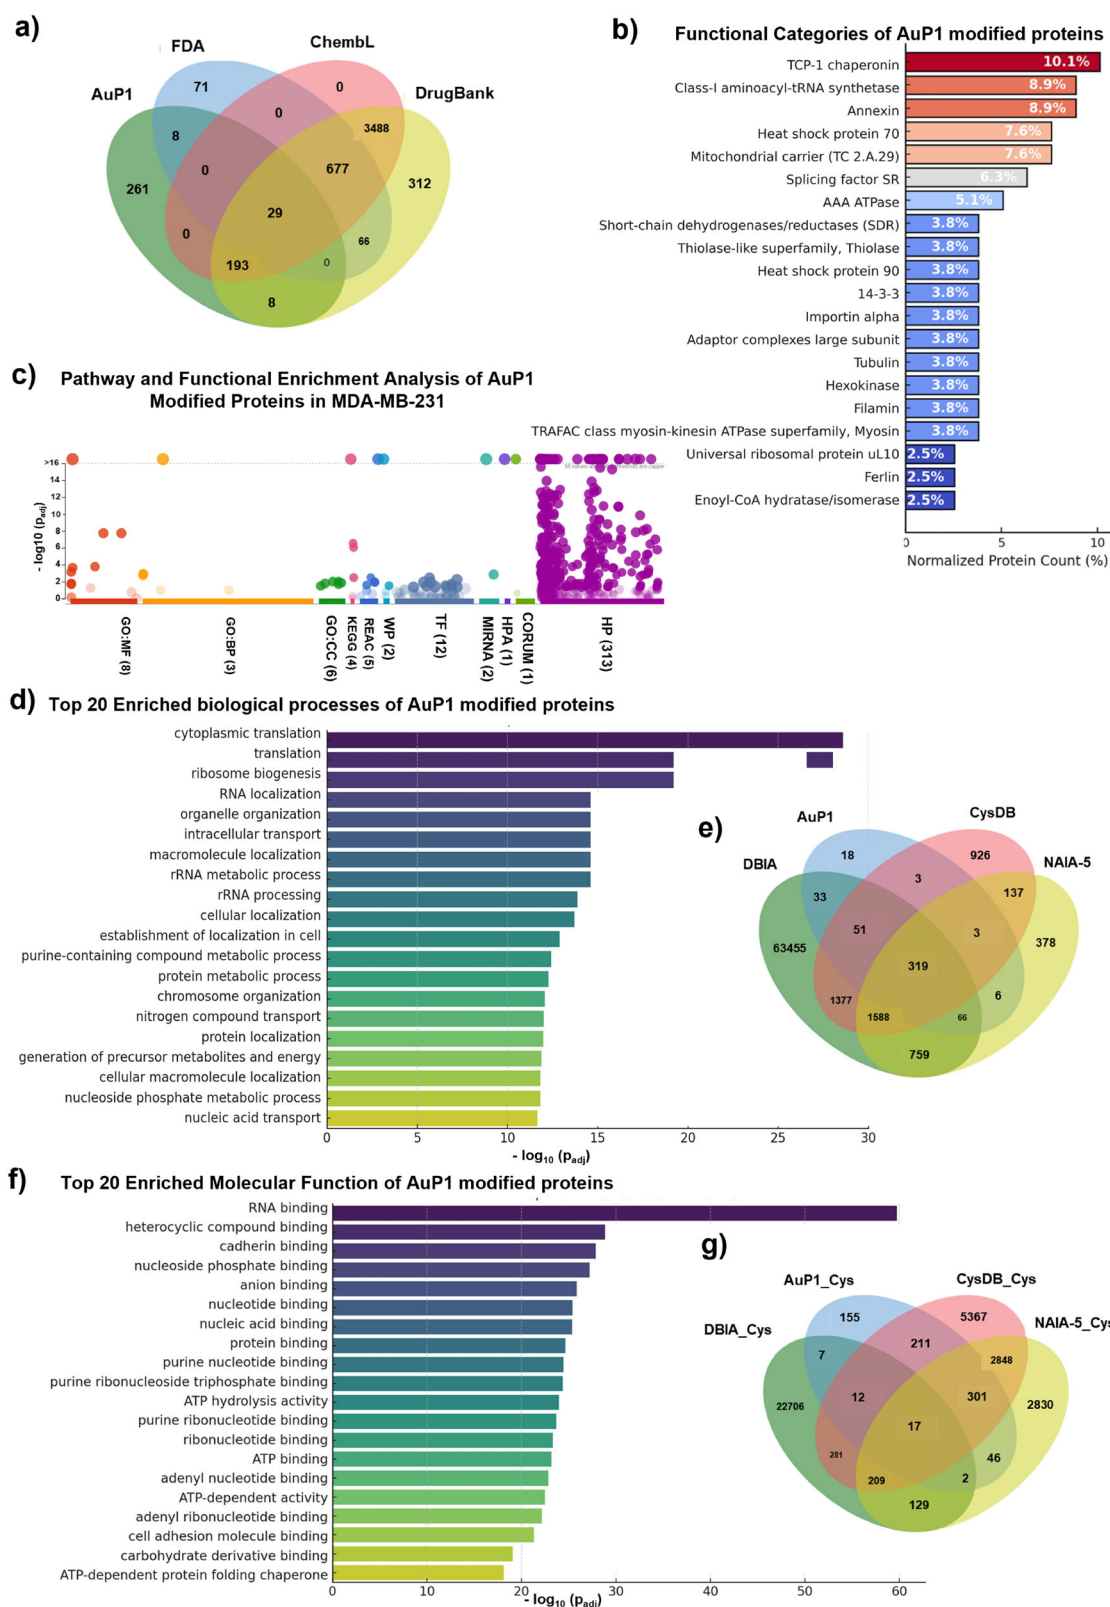 a)
FDA
ChembL
AuP1
DrugBank
71
0
0
8
3488
0
677
261
312
29
0
66
193
0
8
b)
Functional Categories of AuP1 modified proteins
TCP-1 chaperonin
10.1%
Class-I aminoacyl-tRNA synthetase
8.9%
Annexin
8.9%
Heat shock protein 70
7.6%
Mitochondrial carrier (TC 2.A.29)
7.6%
Splicing factor SR
6.3%
AAA ATPase
5.1%
Short-chain dehydrogenases/reductases (SDR)
3.8%
Thiolase-like superfamily, Thiolase
3.8%
Heat shock protein 90
3.8%
14-3-3
3.8%
Importin alpha
3.8%
Adaptor complexes large subunit
3.8%
Tubulin
3.8%
Hexokinase
3.8%
Filamin
3.8%
TRAFAC class myosin-kinesin ATPase superfamily, Myosin
3.8%
Universal ribosomal protein uL10
2.5%
Ferlin
2.5%
Enoyl-CoA hydratase/isomerase
2.5%
0 5 10
Normalized Protein Count (%)
c)
Pathway and Functional Enrichment Analysis of AuP1
Modified Proteins in MDA-MB-231
- log10 (padj)
>16
14
12
10
8
6
4
2
0
GO:MF (8)
GO:BP (3)
GO:CC (6)
KEGG (4)
REAC (5)
WP (2)
TF (12)
MIRNA (2)
HPA (1)
CORUM (1)
HP (313)
d) Top 20 Enriched biological processes of AuP1 modified proteins
cytoplasmic translation
translation
ribosome biogenesis
RNA localization
organelle organization
intracellular transport
macromolecule localization
rRNA metabolic process
rRNA processing
cellular localization
establishment of localization in cell
purine-containing compound metabolic process
protein metabolic process
chromosome organization
nitrogen compound transport
protein localization
generation of precursor metabolites and energy
cellular macromolecule localization
nucleoside phosphate metabolic process
nucleic acid transport
0 5 10 15 20 25 30
- log10 (padj)
e)
AuP1
CysDB
DBIA
NAIA-5
18
926
3
33
137
51
3
63455
378
319
1377
6
1588
66
759
f) Top 20 Enriched Molecular Function of AuP1 modified proteins
RNA binding
heterocyclic compound binding
cadherin binding
nucleoside phosphate binding
anion binding
nucleotide binding
nucleic acid binding
protein binding
purine nucleotide binding
purine ribonucleoside triphosphate binding
ATP hydrolysis activity
purine ribonucleotide binding
ribonucleotide binding
ATP binding
adenyl nucleotide binding
ATP-dependent activity
adenyl ribonucleotide binding
cell adhesion molecule binding
carbohydrate derivative binding
ATP-dependent protein folding chaperone
0 10 20 30 40 50 60
- log10 (padj)
g)
AuP1_Cys
CysDB_Cys
DBIA_Cys
NAIA-5_Cys
155
5367
211
7
2848
12
301
22706
2830
17
281
46
209
2
129